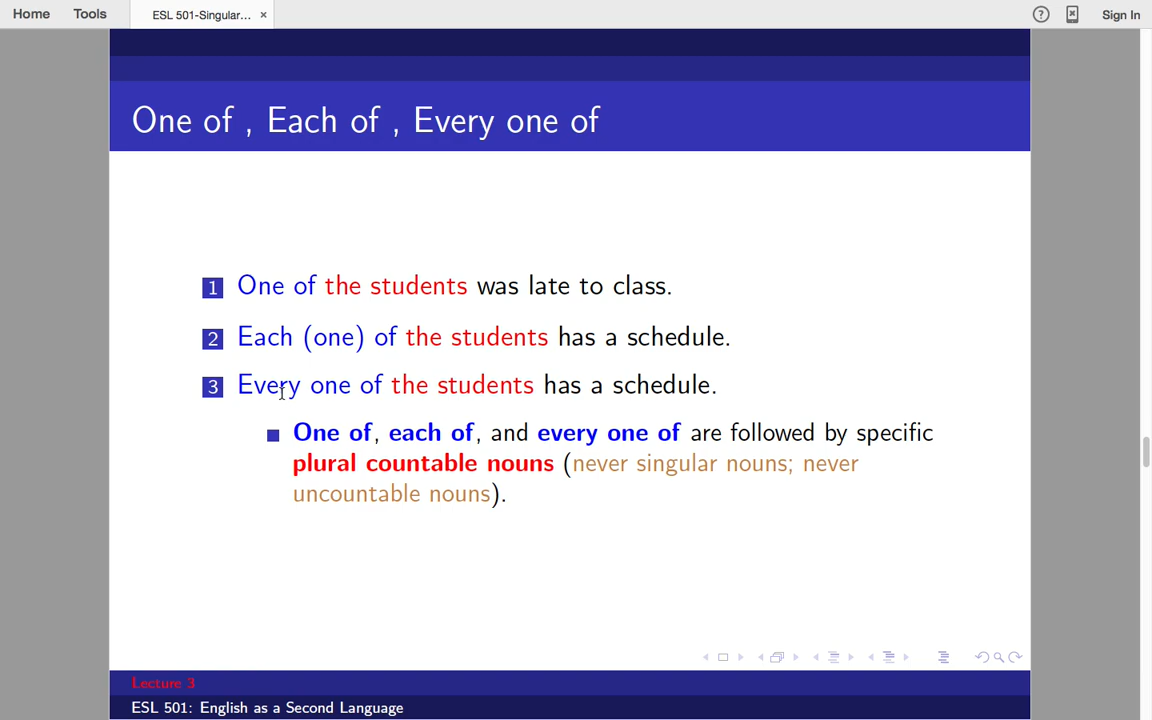 Home Tools ESL 501-Singular... × ? Sign In
One of , Each of , Every one of
1 One of the students was late to class.
2 Each (one) of the students has a schedule.
3 Every one of the students has a schedule.
One of, each of, and every one of are followed by specific
plural countable nouns (never singular nouns; never
uncountable nouns).
Lecture 3
ESL 501: English as a Second Language